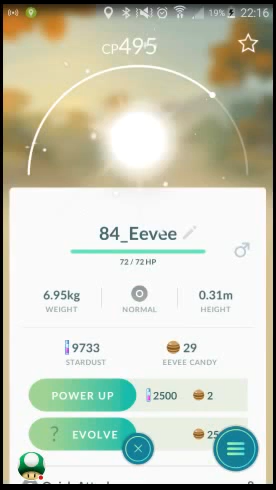 19% 22:16
CP495
84_Eevee
72 / 72 HP
6.95kg
WEIGHT
NORMAL
0.31m
HEIGHT
9733
STARDUST
29
EEVEE CANDY
POWER UP 2500 2
? EVOLVE 25